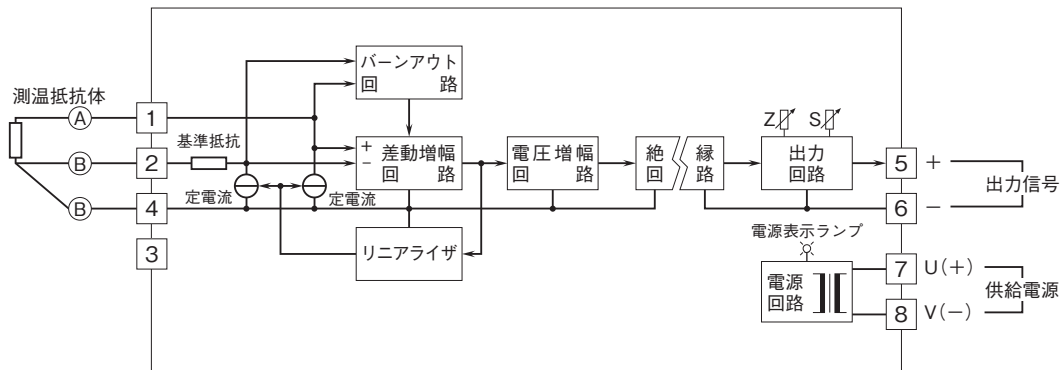 バーンアウト
回路
測温抵抗体
A
1
基準抵抗
B
2
+
−
差動増幅
回路
電圧増幅
回路
絶縁
回路
Z
S
出力
回路
5
+
出力信号
B
4
定電流
定電流
6
−
3
リニアライザ
電源表示ランプ
電源
回路
7
U(+)
供給電源
8
V(−)